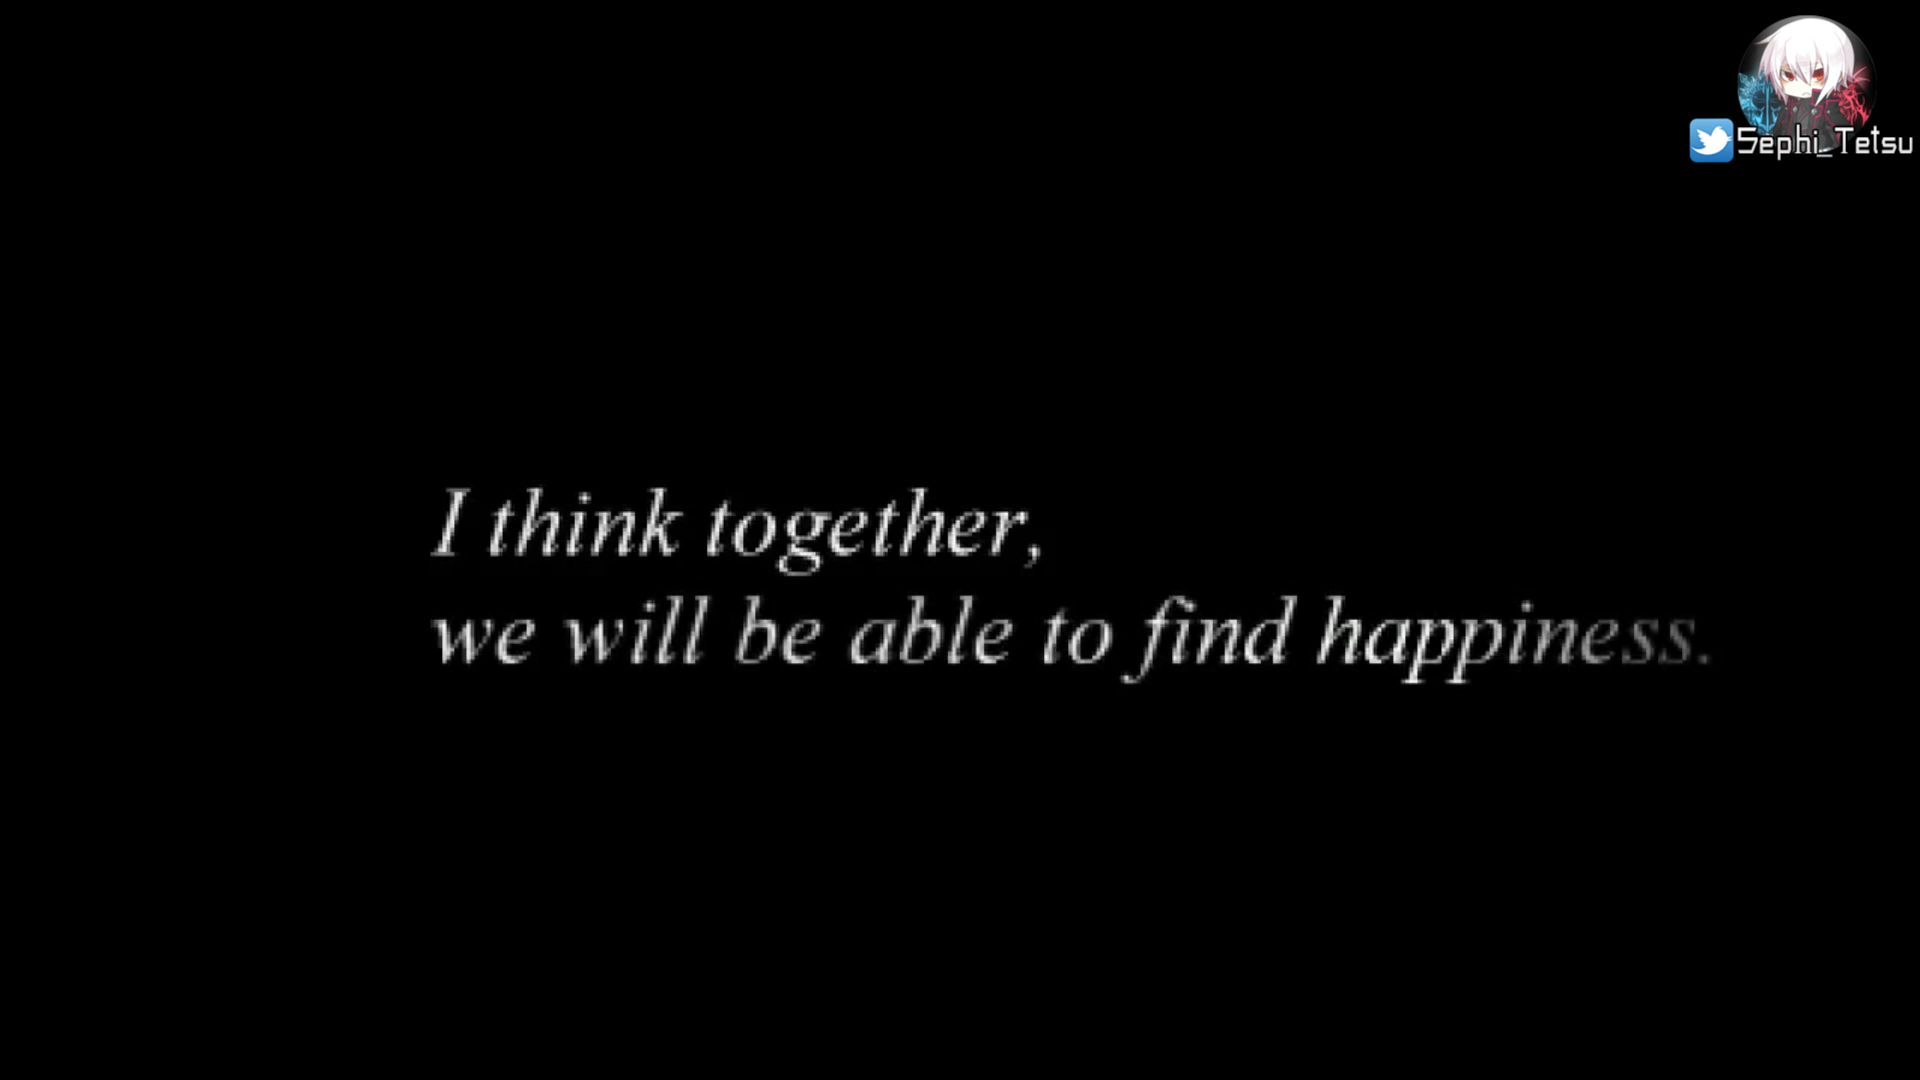 Sephi_Tetsu
I think together,
we will be able to find happiness.